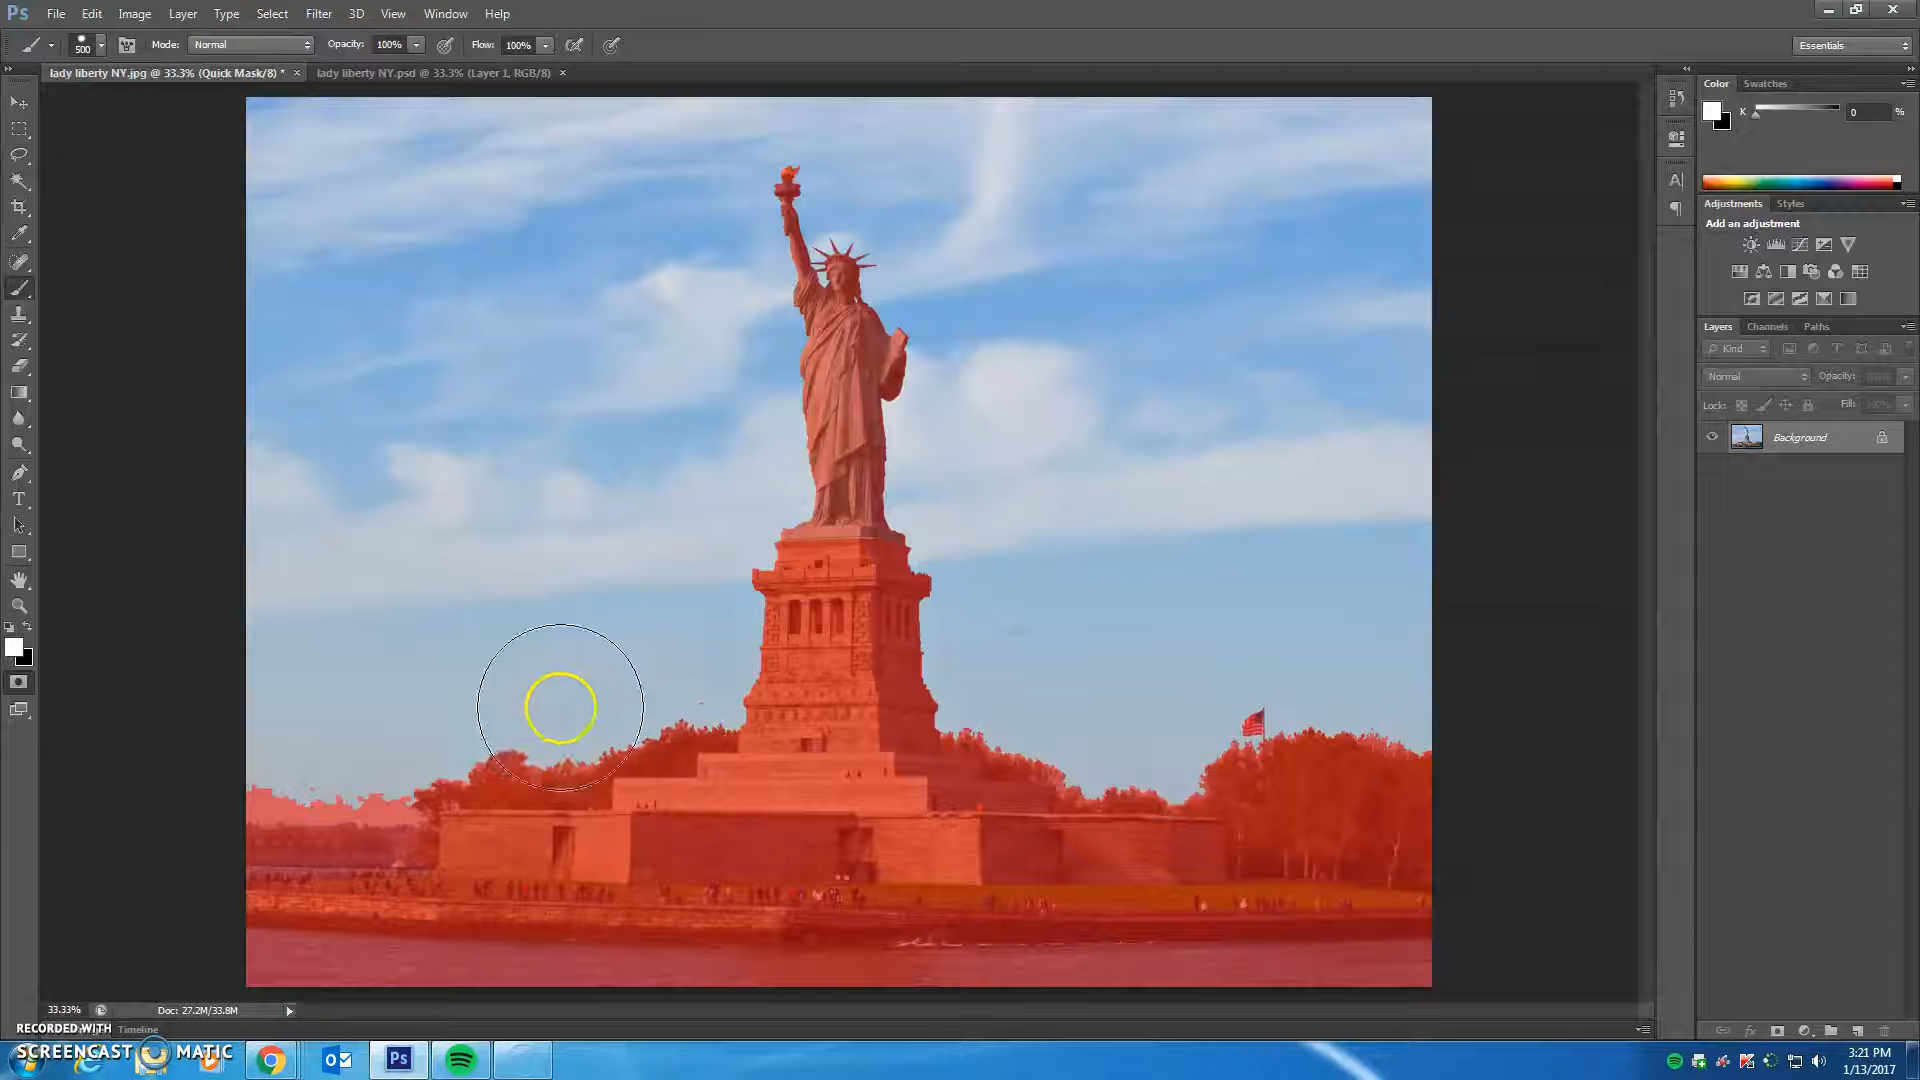 Ps File Edit Image Layer Type Select Filter 3D View Window Help
500 Mode: Normal Opacity: 100% Flow: 100% Essentials
lady liberty NY.jpg @ 33.3% (Quick Mask/8) * × lady liberty NY.psd @ 33.3% (Layer 1, RGB/8) ×
Color Swatches
K 0 %
Adjustments Styles
Add an adjustment
Layers Channels Paths
Kind
Normal Opacity:
Lock: Fill: 100%
Background
33.33% Doc: 27.2M/33.8M
Timeline
RECORDED WITH
SCREENCAST MATIC
Ps
3:21 PM
1/13/2017